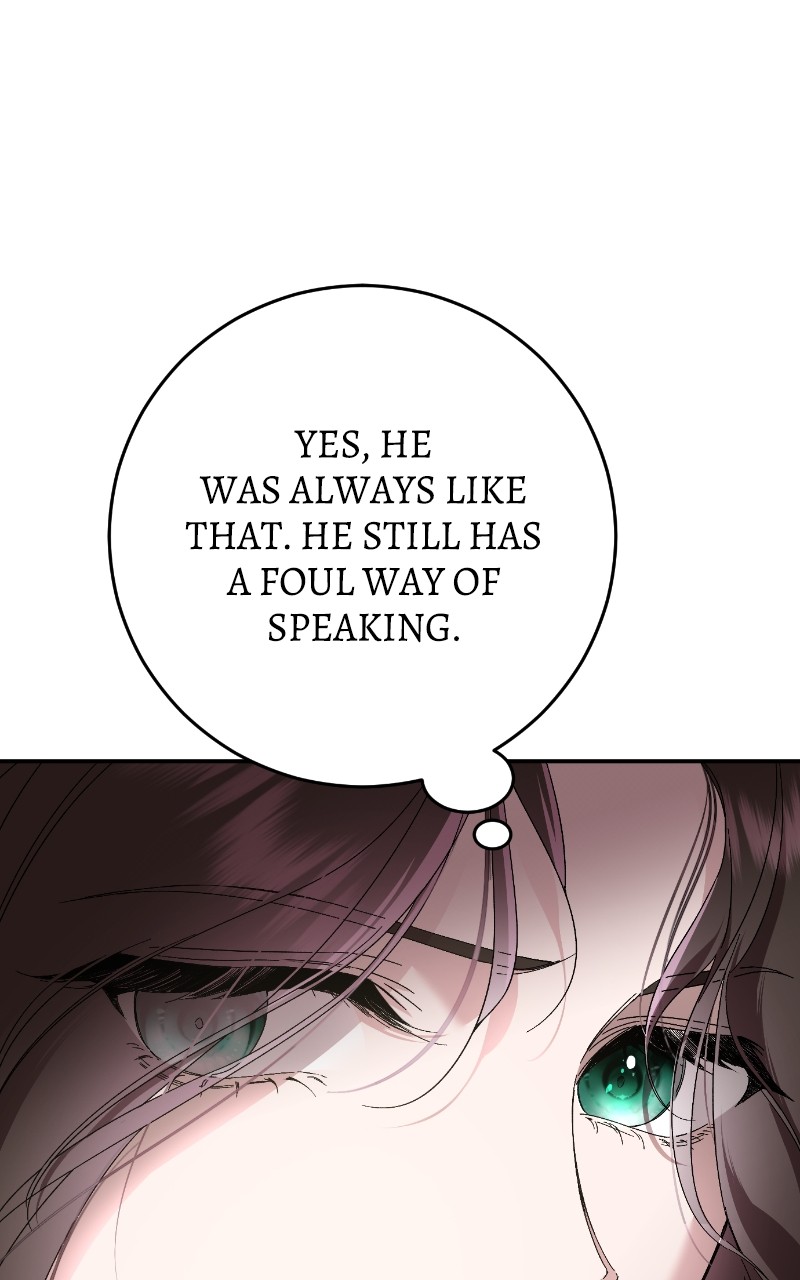 YES, HE
WAS ALWAYS LIKE
THAT. HE STILL HAS
A FOUL WAY OF
SPEAKING.